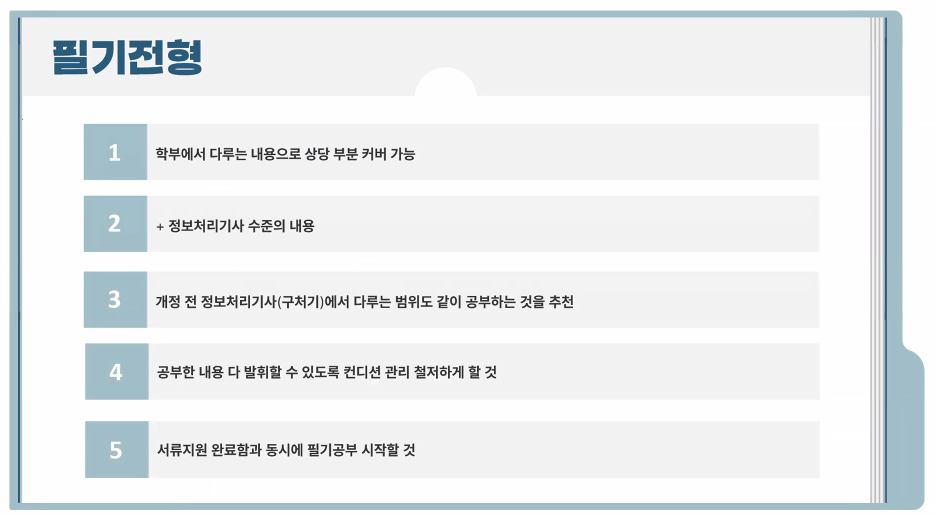 필기전형
1 학부에서 다루는 내용으로 상당 부분 커버 가능
2 + 정보처리기사 수준의 내용
3 개정 전 정보처리기사(구처기)에서 다루는 범위도 같이 공부하는 것을 추천
4 공부한 내용 다 발휘할 수 있도록 컨디션 관리 철저하게 할 것
5 서류지원 완료함과 동시에 필기공부 시작할 것